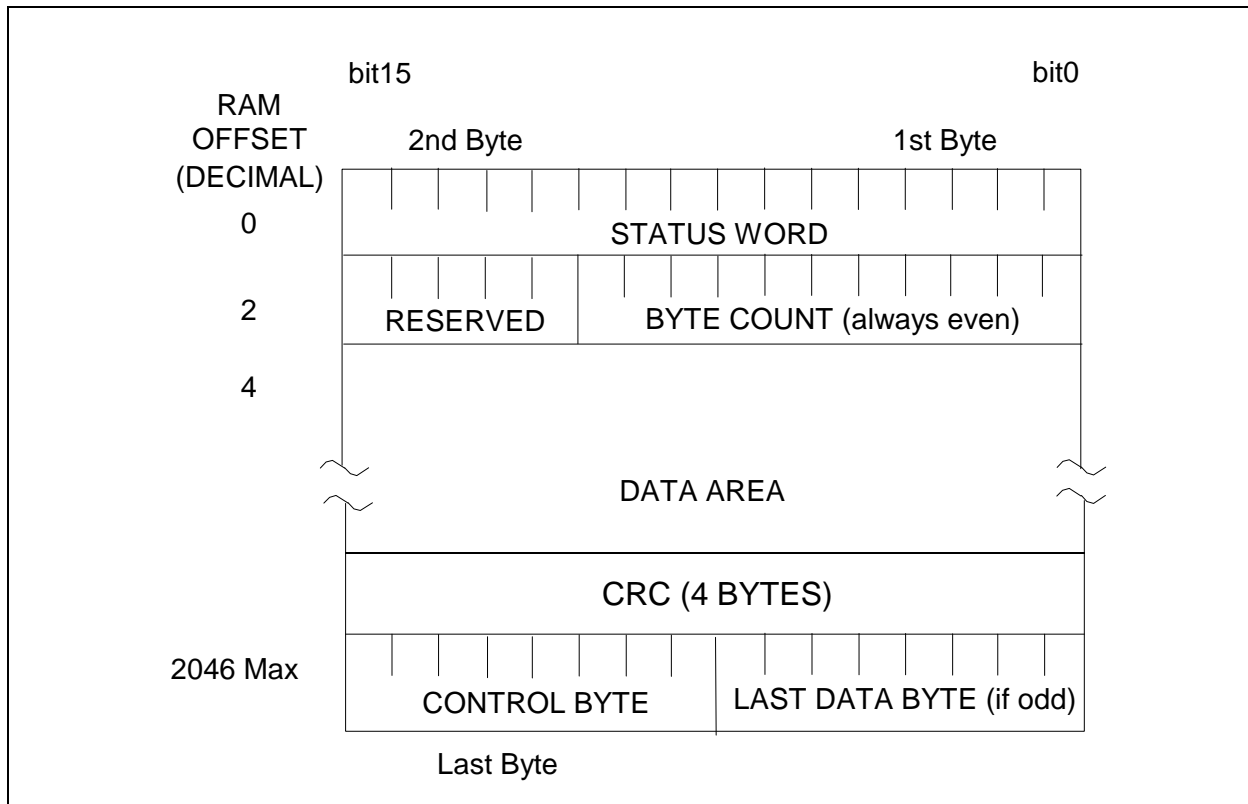 bit15 bit0
RAM
OFFSET
(DECIMAL)
2nd Byte 1st Byte
0
STATUS WORD
2
RESERVED BYTE COUNT (always even)
4
DATA AREA
CRC (4 BYTES)
2046 Max
CONTROL BYTE LAST DATA BYTE (if odd)
Last Byte